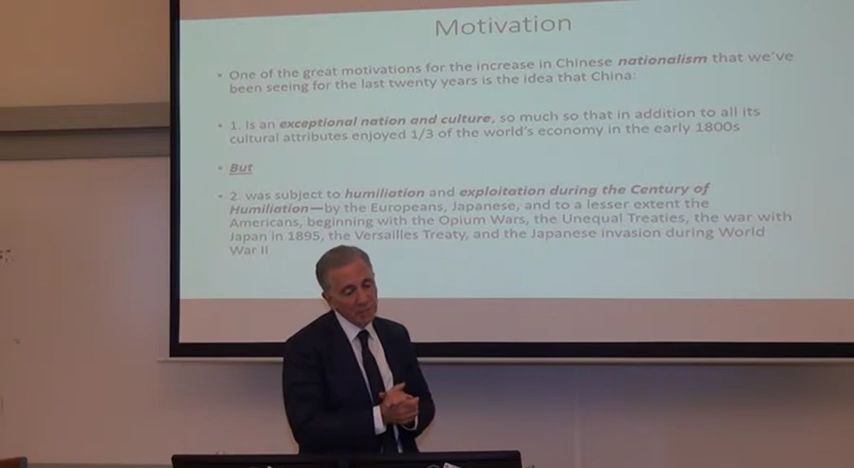 Motivation
• One of the great motivations for the increase in Chinese nationalism that we've
been seeing for the last twenty years is the idea that China:
• 1. Is an exceptional nation and culture, so much so that in addition to all its
cultural attributes enjoyed 1/3 of the world's economy in the early 1800s
• But
• 2. was subject to humiliation and exploitation during the Century of
Humiliation—by the Europeans, Japanese, and to a lesser extent the
Americans, beginning with the Opium Wars, the Unequal Treaties, the war with
Japan in 1895, the Versailles Treaty, and the Japanese invasion during World
War II